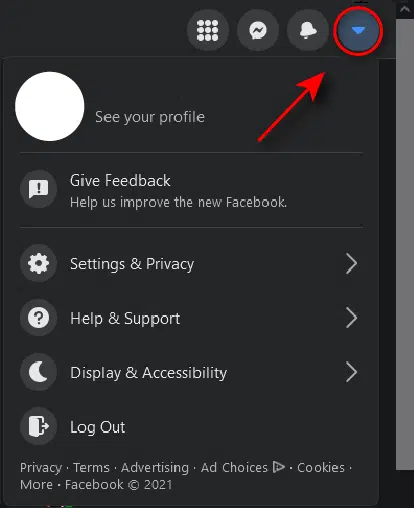 See your profile
Give Feedback
Help us improve the new Facebook.
Settings & Privacy
Help & Support
Display & Accessibility
Log Out
Privacy · Terms · Advertising · Ad Choices · Cookies ·
More · Facebook © 2021